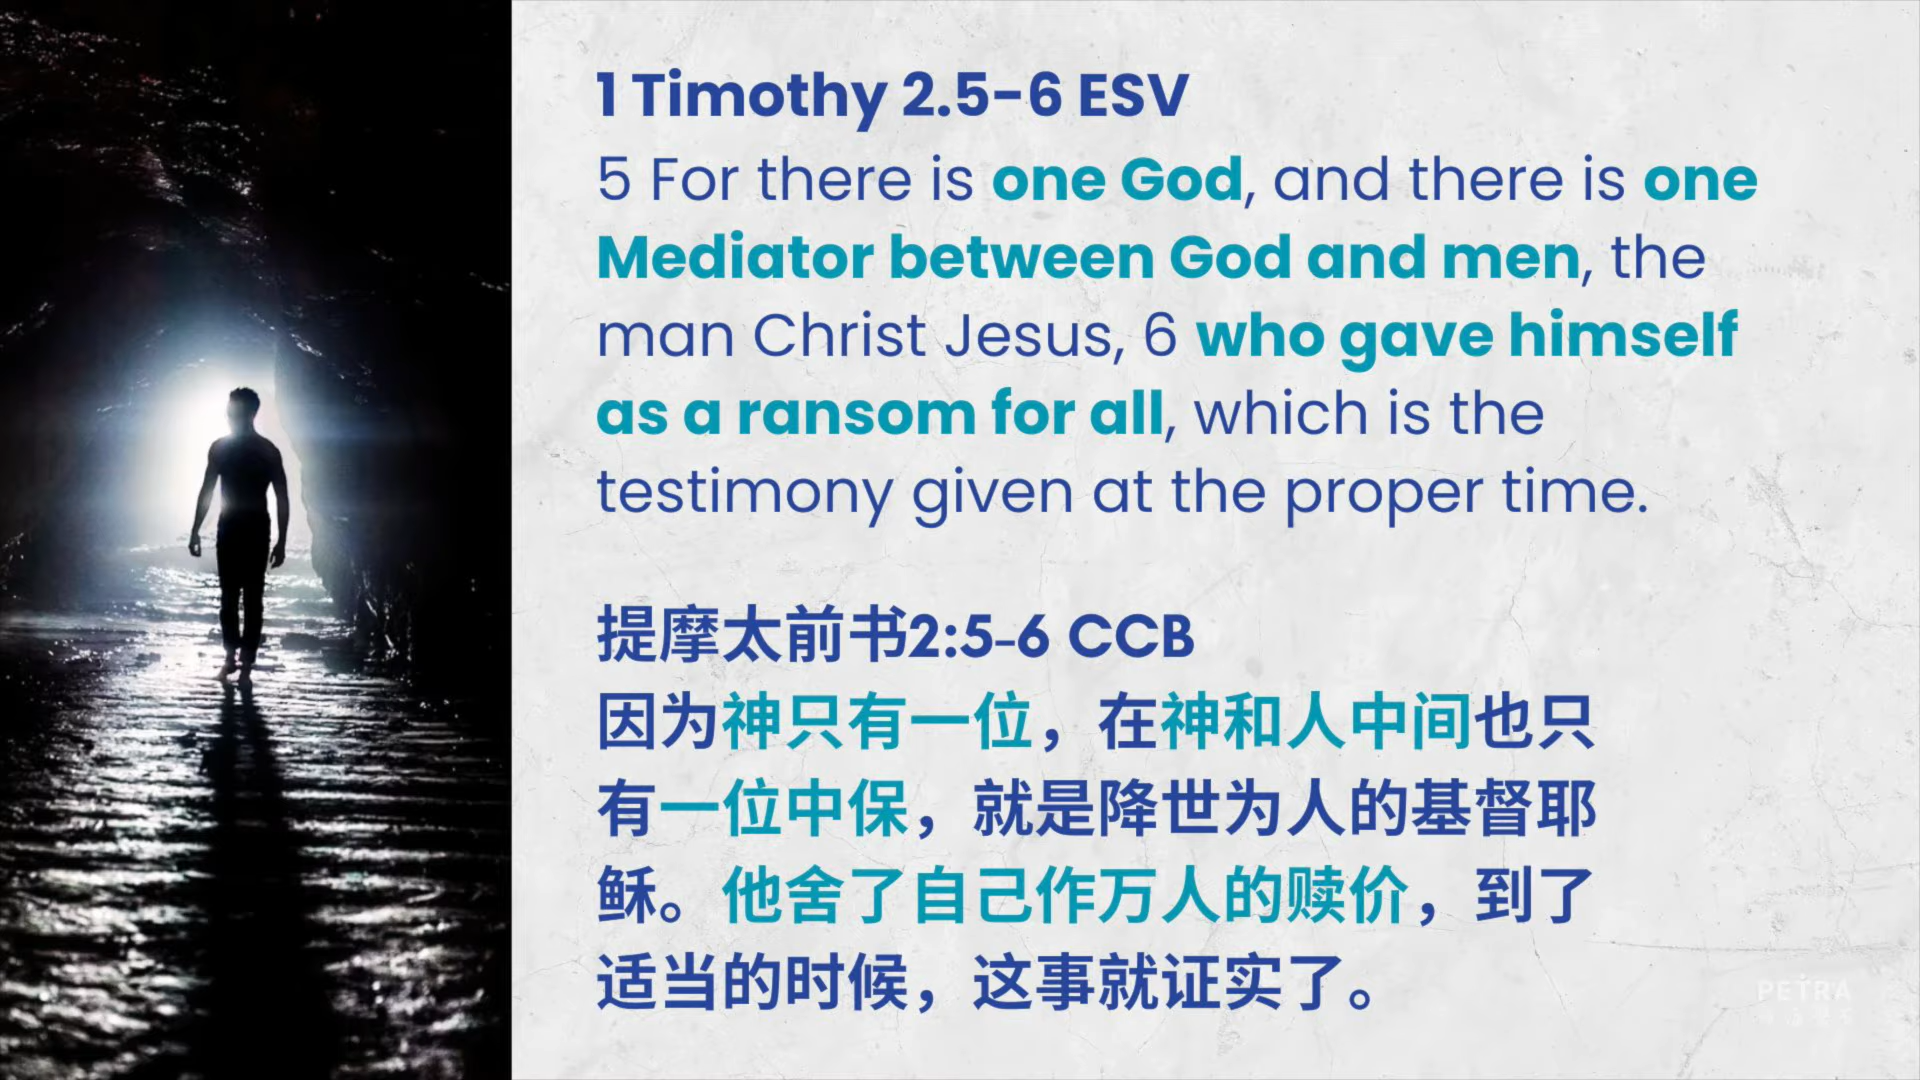 1 Timothy 2.5-6 ESV
5 For there is one God, and there is one
Mediator between God and men, the
man Christ Jesus, 6 who gave himself
as a ransom for all, which is the
testimony given at the proper time.
提摩太前书2:5-6 CCB
因为神只有一位，在神和人中间也只
有一位中保，就是降世为人的基督耶
稣。他舍了自己作万人的赎价，到了
适当的时候，这事就证实了。
PETRA